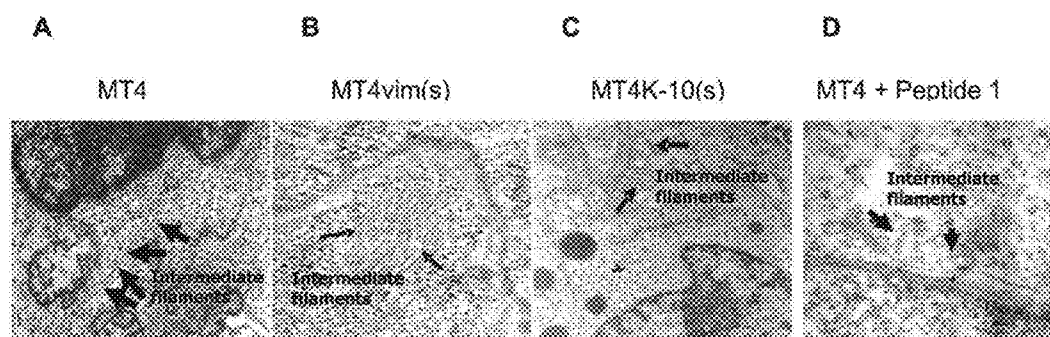 A B C D
MT4 MT4vim(s) MT4K-10(s) MT4 + Peptide 1
Intermediate
filaments
Intermediate
filaments
Intermediate
filaments
Intermediate
filaments